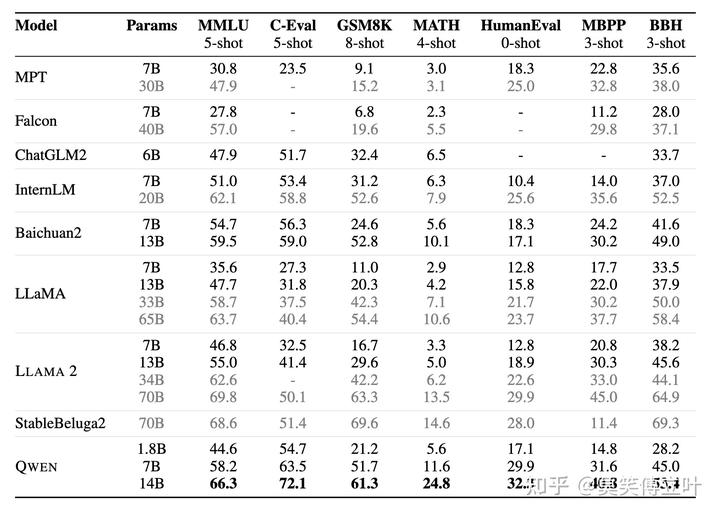 Model Params MMLU C-Eval GSM8K MATH HumanEval MBPP BBH
5-shot 5-shot 8-shot 4-shot 0-shot 3-shot 3-shot
MPT
7B 30.8 23.5 9.1 3.0 18.3 22.8 35.6
30B 47.9 - 15.2 3.1 25.0 32.8 38.0
Falcon
7B 27.8 - 6.8 2.3 - 11.2 28.0
40B 57.0 - 19.6 5.5 - 29.8 37.1
ChatGLM2 6B 47.9 51.7 32.4 6.5 - - 33.7
InternLM
7B 51.0 53.4 31.2 6.3 10.4 14.0 37.0
20B 62.1 58.8 52.6 7.9 25.6 35.6 52.5
Baichuan2
7B 54.7 56.3 24.6 5.6 18.3 24.2 41.6
13B 59.5 59.0 52.8 10.1 17.1 30.2 49.0
LLaMA
7B 35.6 27.3 11.0 2.9 12.8 17.7 33.5
13B 47.7 31.8 20.3 4.2 15.8 22.0 37.9
33B 58.7 37.5 42.3 7.1 21.7 30.2 50.0
65B 63.7 40.4 54.4 10.6 23.7 37.7 58.4
LLAMA 2
7B 46.8 32.5 16.7 3.3 12.8 20.8 38.2
13B 55.0 41.4 29.6 5.0 18.9 30.3 45.6
34B 62.6 - 42.2 6.2 22.6 33.0 44.1
70B 69.8 50.1 63.3 13.5 29.9 45.0 64.9
StableBeluga2 70B 68.6 51.4 69.6 14.6 28.0 11.4 69.3
QWEN
1.8B 44.6 54.7 21.2 5.6 17.1 14.8 28.2
7B 58.2 63.5 51.7 11.6 29.9 31.6 45.0
14B 66.3 72.1 61.3 24.8
知乎 @莫笑傅立叶